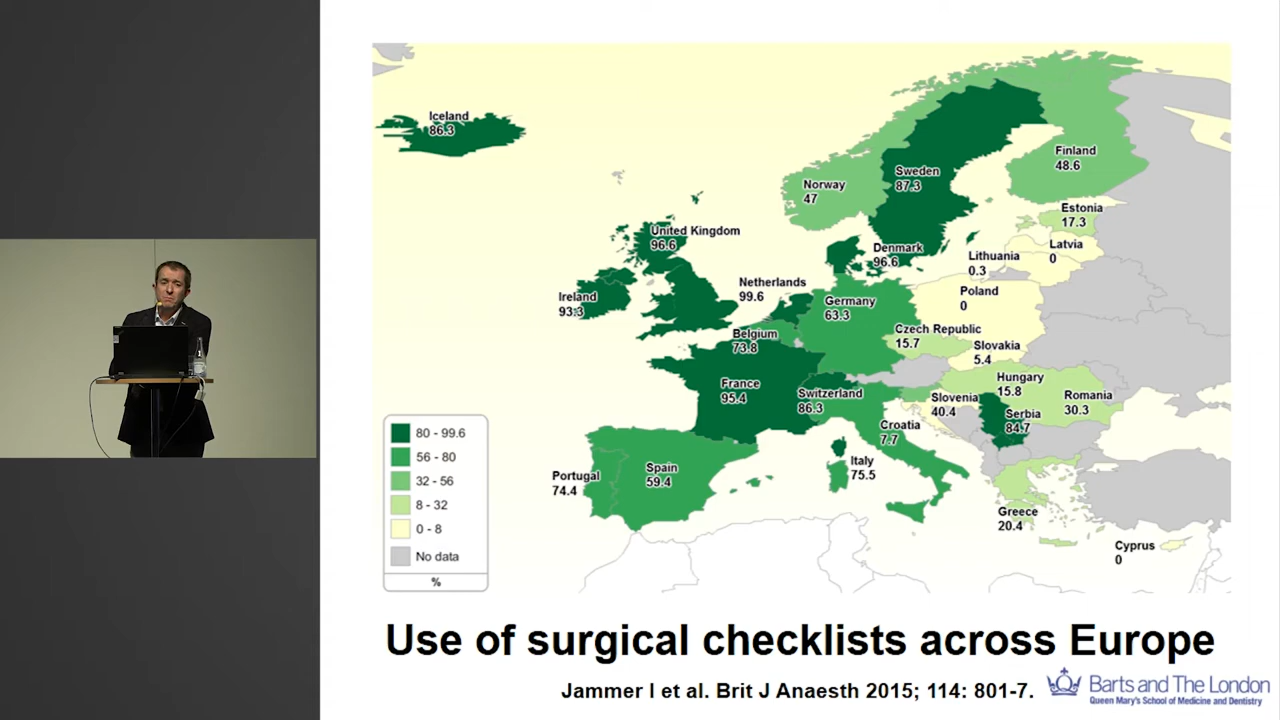 Iceland
86.3
Norway
47
Sweden
87.3
Finland
48.6
Estonia
17.3
Latvia
0
Lithuania
0.3
United Kingdom
96.6
Denmark
96.6
Ireland
93.3
Netherlands
99.6
Germany
63.3
Poland
0
Belgium
73.8
Czech Republic
15.7
Slovakia
5.4
France
95.4
Switzerland
86.3
Hungary
15.8
Slovenia
40.4
Romania
30.3
Serbia
84.7
Croatia
7.7
Italy
75.5
Portugal
74.4
Spain
59.4
Greece
20.4
Cyprus
0
80 - 99.6
56 - 80
32 - 56
8 - 32
0 - 8
No data
%
Use of surgical checklists across Europe
Jammer I et al. Brit J Anaesth 2015; 114: 801-7.
Barts and The London
Queen Mary's School of Medicine and Dentistry